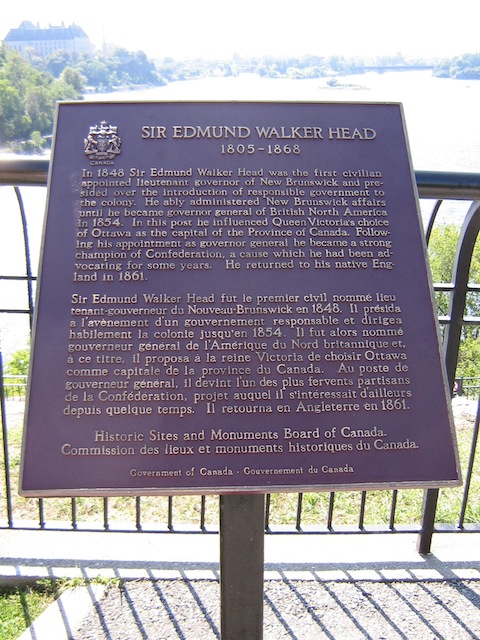 CANADA
SIR EDMUND WALKER HEAD
1805-1868
In 1848 Sir Edmund Walker Head was the first civilian
appointed lieutenant governor of New Brunswick and pre-
sided over the introduction of responsible government to
the colony. He ably administered New Brunswick affairs
until he became governor general of British North America
in 1854. In this post he influenced Queen Victoria's choice
of Ottawa as the capital of the Province of Canada. Follow-
ing his appointment as governor general he became a strong
champion of Confederation, a cause which he had been ad-
vocating for some years. He returned to his native Eng-
land in 1861.
Sir Edmund Walker Head fut le premier civil nommé lieu
tenant-gouverneur du Nouveau-Brunswick en 1848. Il présida
à l'avènement d'un gouvernement responsable et dirigea
habilement la colonie jusqu'en 1854. Il fut alors nommé
gouverneur général de l'Amérique du Nord britannique et,
à ce titre, il proposa à la reine Victoria de choisir Ottawa
comme capitale de la province du Canada. Au poste de
gouverneur général, il devint l'un des plus fervents partisans
de la Confédération, projet auquel il s'intéressait d'ailleurs
depuis quelque temps. Il retourna en Angleterre en 1861.
Historic Sites and Monuments Board of Canada.
Commission des lieux et monuments historiques du Canada.
Government of Canada - Gouvernement du Canada